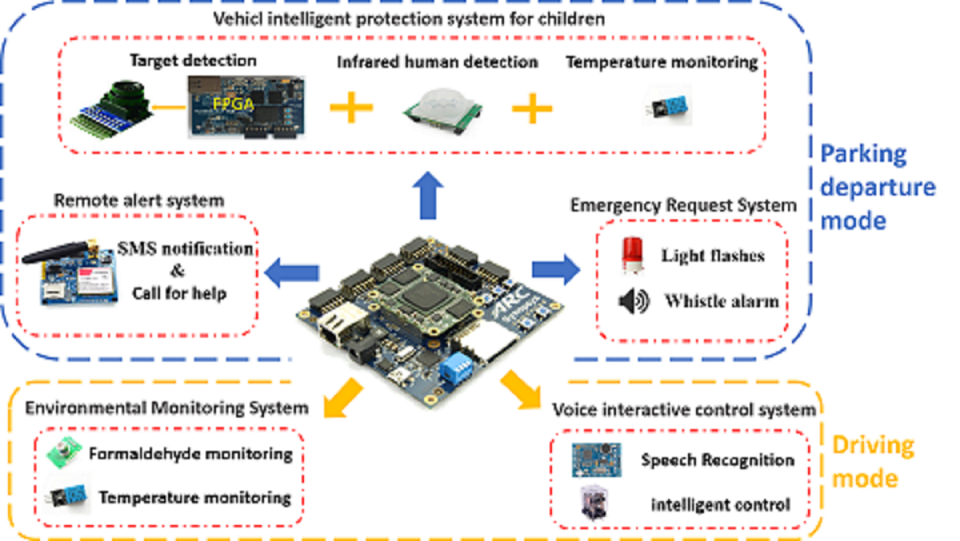 Vehicl intelligent protection system for children
Target detection
Infrared human detection
Temperature monitoring
FPGA
Parking
departure
mode
Remote alert system
SMS notification
&
Call for help
Emergency Request System
Light flashes
Whistle alarm
ARC
Environmental Monitoring System
Formaldehyde monitoring
Temperature monitoring
Voice interactive control system
Speech Recognition
intelligent control
Driving
mode